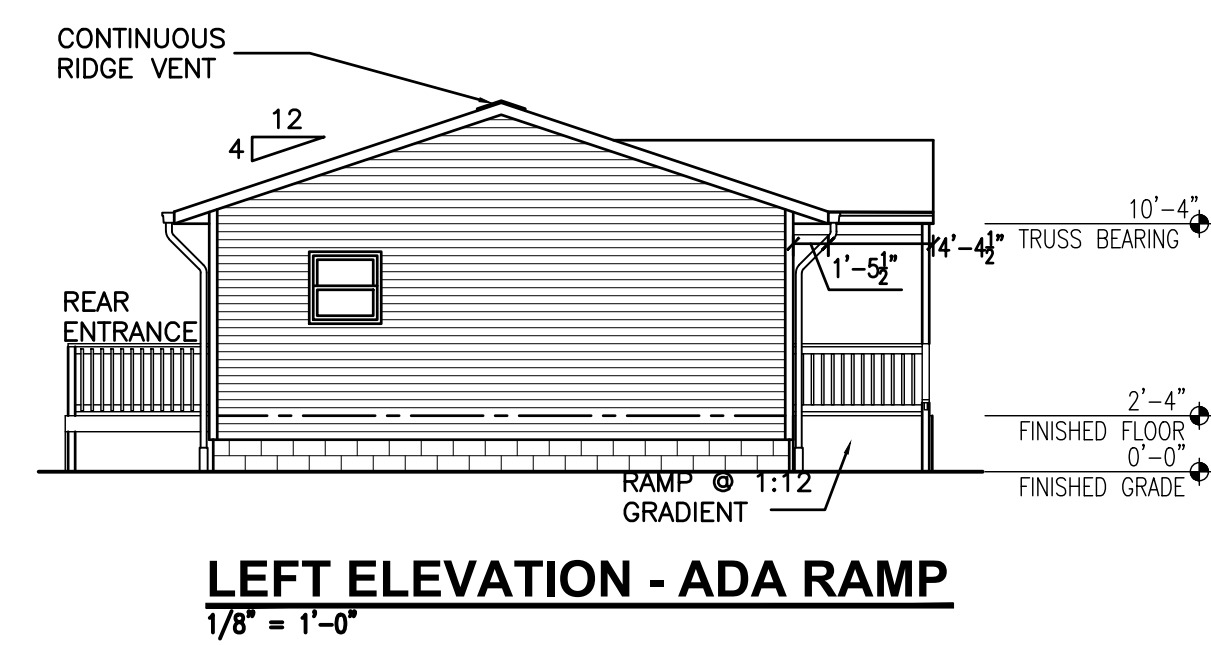 CONTINUOUS
RIDGE VENT
12
4
10'-4"
TRUSS BEARING
4'-4½"
1'-5½"
REAR
ENTRANCE
2'-4"
FINISHED FLOOR
0'-0"
FINISHED GRADE
RAMP @ 1:12
GRADIENT
LEFT ELEVATION - ADA RAMP
1/8" = 1'-0"